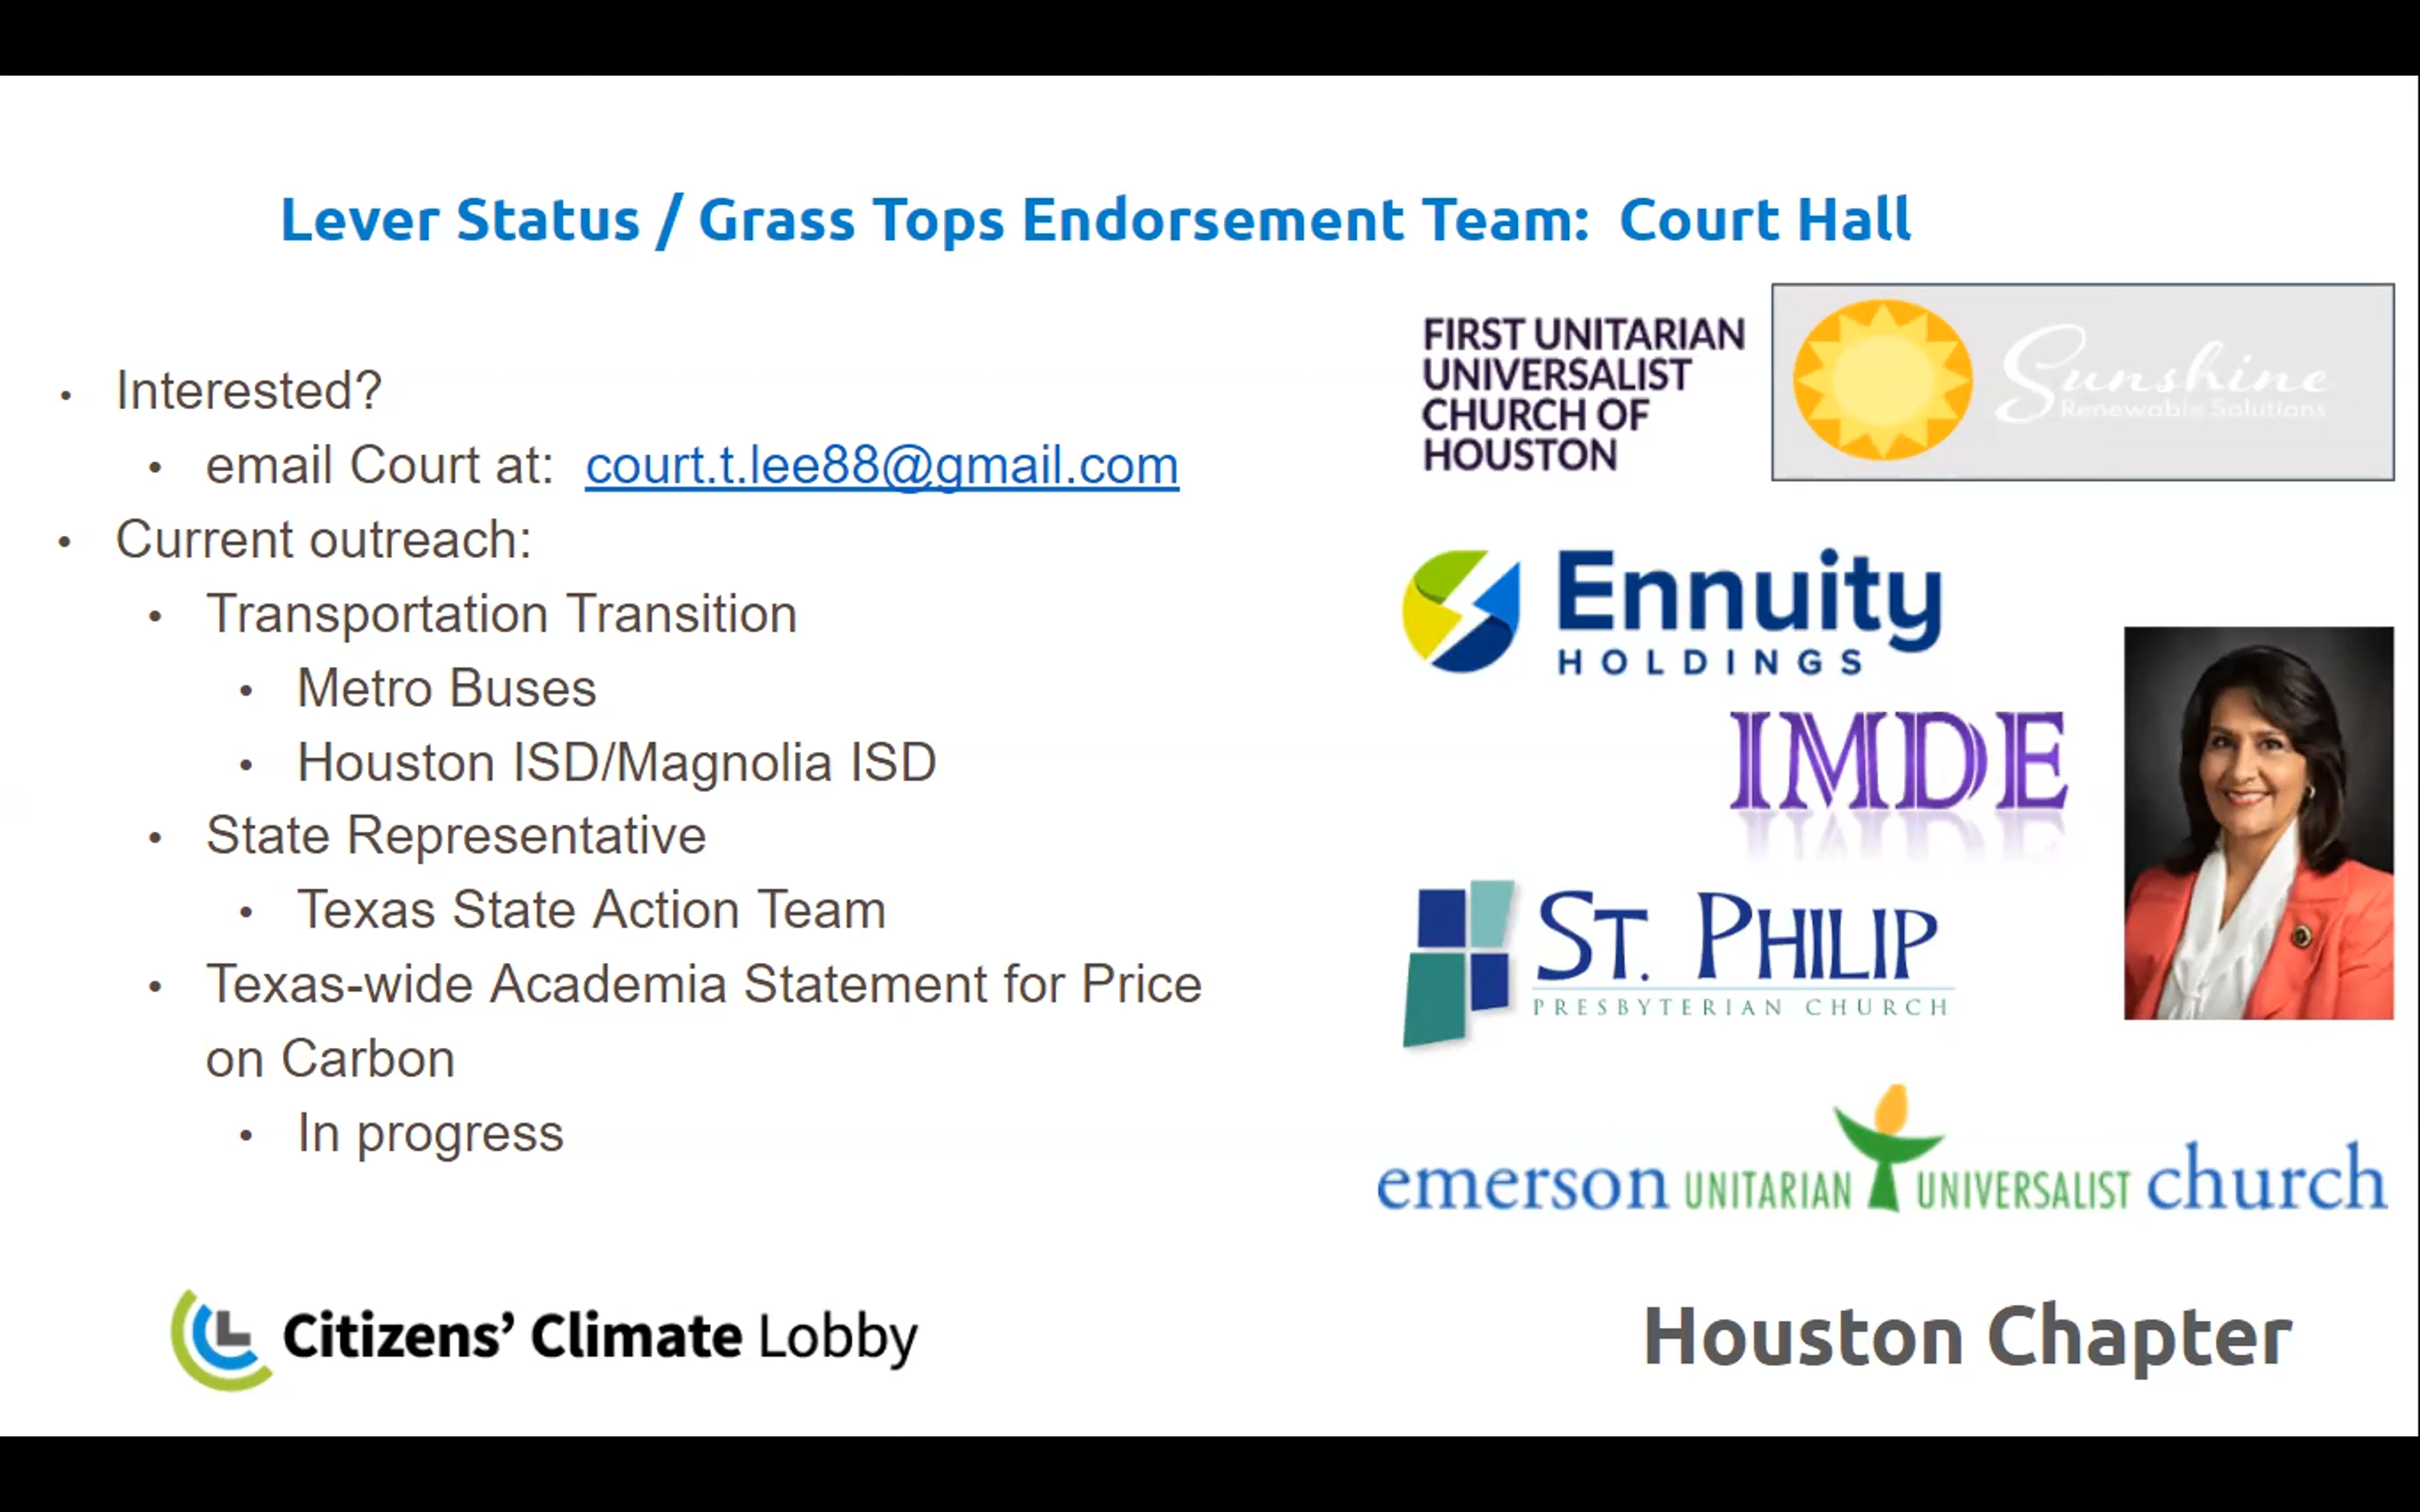 Lever Status / Grass Tops Endorsement Team: Court Hall
• Interested?
• email Court at: court.t.lee88@gmail.com
• Current outreach:
• Transportation Transition
• Metro Buses
• Houston ISD/Magnolia ISD
• State Representative
• Texas State Action Team
• Texas-wide Academia Statement for Price
on Carbon
• In progress
FIRST UNITARIAN
UNIVERSALIST
CHURCH OF
HOUSTON
Sunshine
Renewable Solutions
Ennuity
HOLDINGS
IMDE
ST. PHILIP
PRESBYTERIAN CHURCH
emerson UNITARIAN UNIVERSALIST church
CL Citizens’ Climate Lobby
Houston Chapter